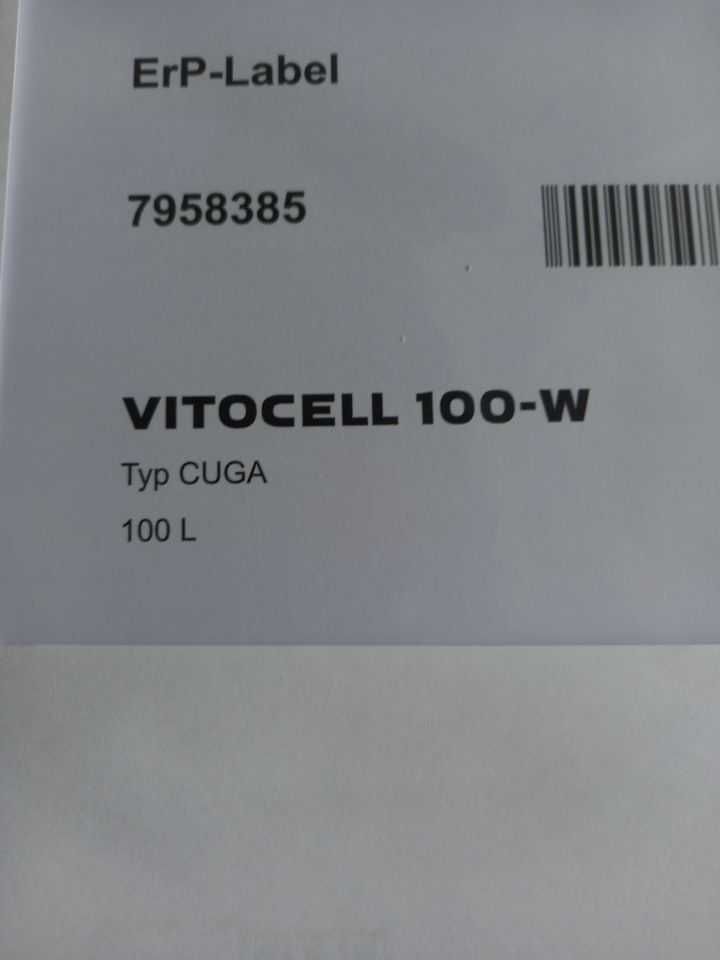 ErP-Label
7958385
VITOCELL 100-W
Typ CUGA
100 L